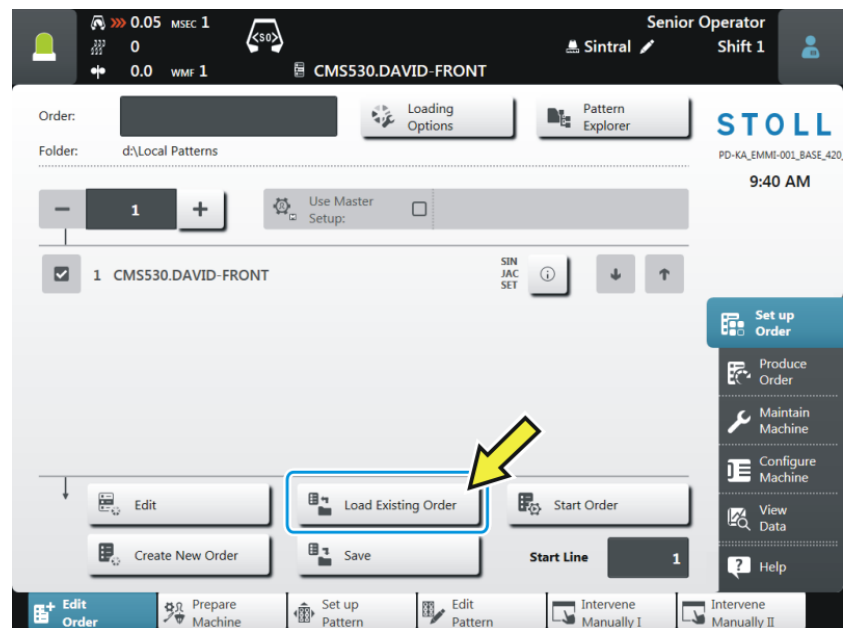 0.05 MSEC 1
0
0.0 WMF 1
<S0>
CMS530.DAVID-FRONT
Senior Operator
Sintral
Shift 1
Order:
Loading
Options
Pattern
Explorer
Folder:
d:\Local Patterns
STOLL
PD-KA_EMMI-001_BASE_420_
9:40 AM
1
Use Master
Setup:
1 CMS530.DAVID-FRONT
SIN
JAC
SET
Set up
Order
Produce
Order
Maintain
Machine
Configure
Machine
View
Data
Help
Edit
Load Existing Order
Start Order
Create New Order
Save
Start Line
1
Edit
Order
Prepare
Machine
Set up
Pattern
Edit
Pattern
Intervene
Manually I
Intervene
Manually II